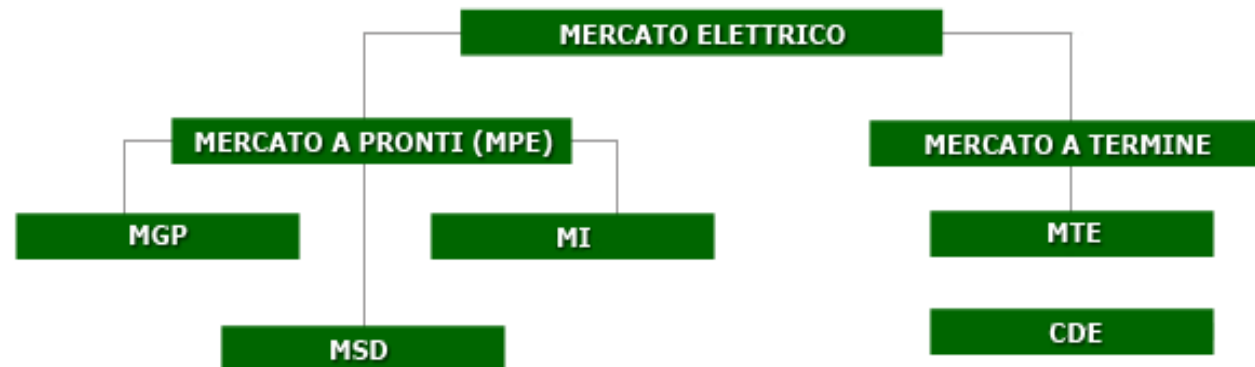 MERCATO ELETTRICO
MERCATO A PRONTI (MPE)
MERCATO A TERMINE
MGP
MI
MTE
MSD
CDE